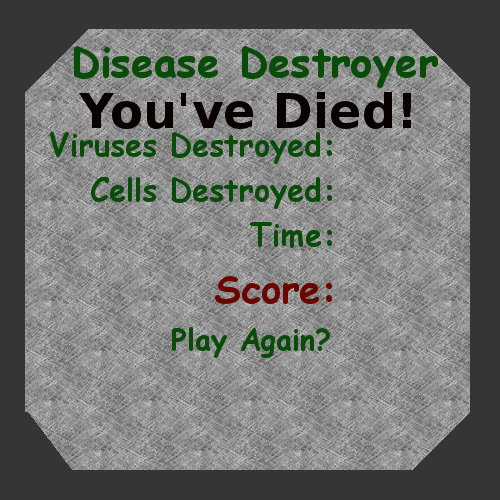 Disease Destroyer
You've Died!
Viruses Destroyed:
Cells Destroyed:
Time:
Score:
Play Again?